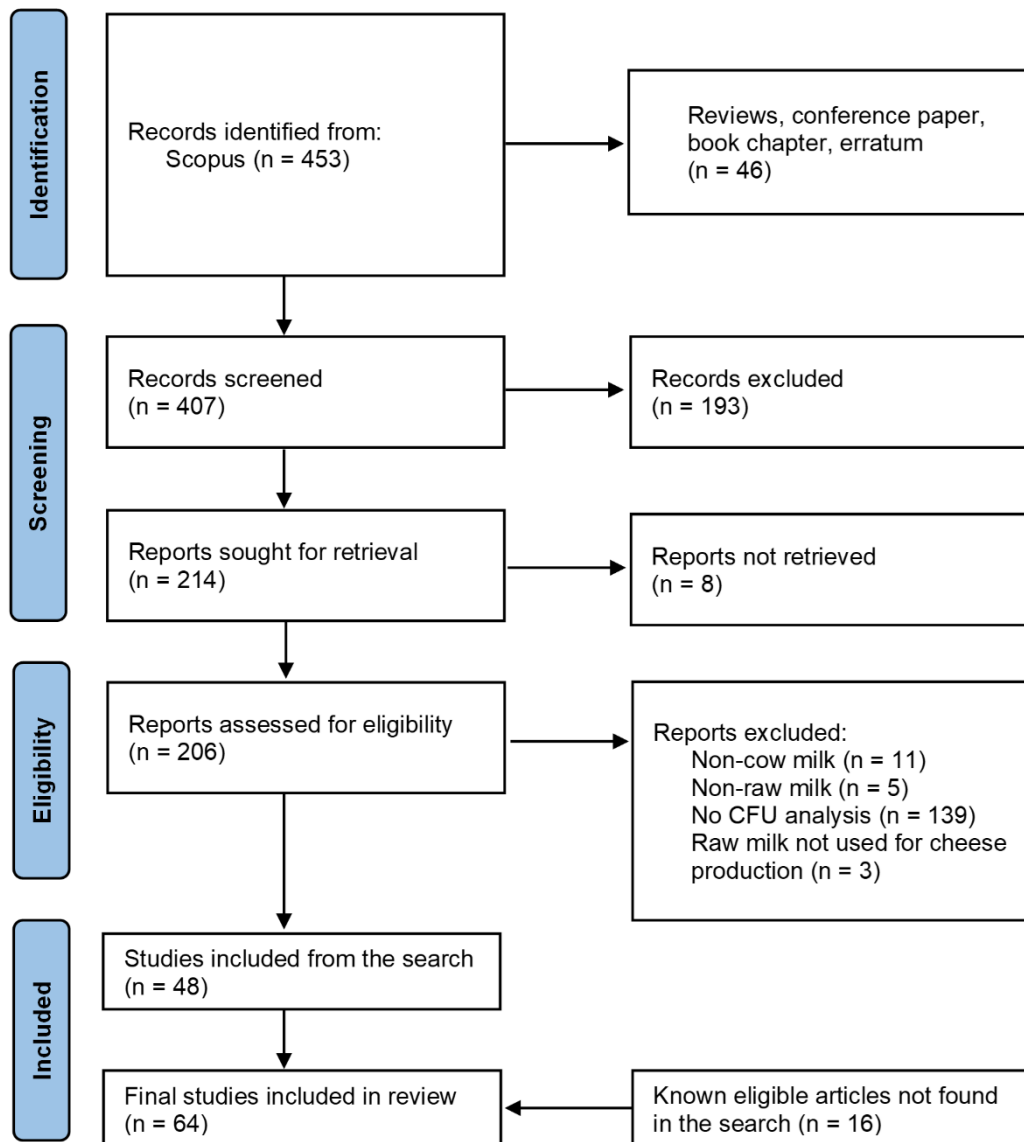 Identification
Records identified from:
Scopus (n = 453)
Reviews, conference paper,
book chapter, erratum
(n = 46)
Screening
Records screened
(n = 407)
Records excluded
(n = 193)
Reports sought for retrieval
(n = 214)
Reports not retrieved
(n = 8)
Eligibility
Reports assessed for eligibility
(n = 206)
Reports excluded:
Non-cow milk (n = 11)
Non-raw milk (n = 5)
No CFU analysis (n = 139)
Raw milk not used for cheese
production (n = 3)
Included
Studies included from the search
(n = 48)
Final studies included in review
(n = 64)
Known eligible articles not found
in the search (n = 16)